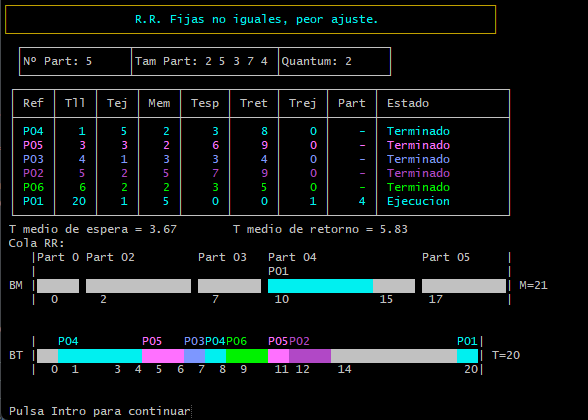 R.R. Fijas no iguales, peor ajuste.
Nº Part: 5 Tam Part: 2 5 3 7 4 Quantum: 2
Ref Tll Tej Mem Tesp Tret Trej Part Estado
P04 1 5 2 3 8 0 - Terminado
P05 3 3 2 6 9 0 - Terminado
P03 4 1 3 3 4 0 - Terminado
P02 5 2 5 7 9 0 - Terminado
P06 6 2 2 3 5 0 - Terminado
P01 20 1 5 0 0 1 4 Ejecucion
T medio de espera = 3.67 T medio de retorno = 5.83
Cola RR:
|Part 0 Part 02 Part 03 Part 04 Part 05 |
| P01 |
BM | | M=21
| 0 2 7 10 15 17 |
| P04 P05 P03 P04 P06 P05 P02 P01|
BT | | T=20
| 0 1 3 4 5 6 7 8 9 11 12 14 20|
Pulsa Intro para continuar